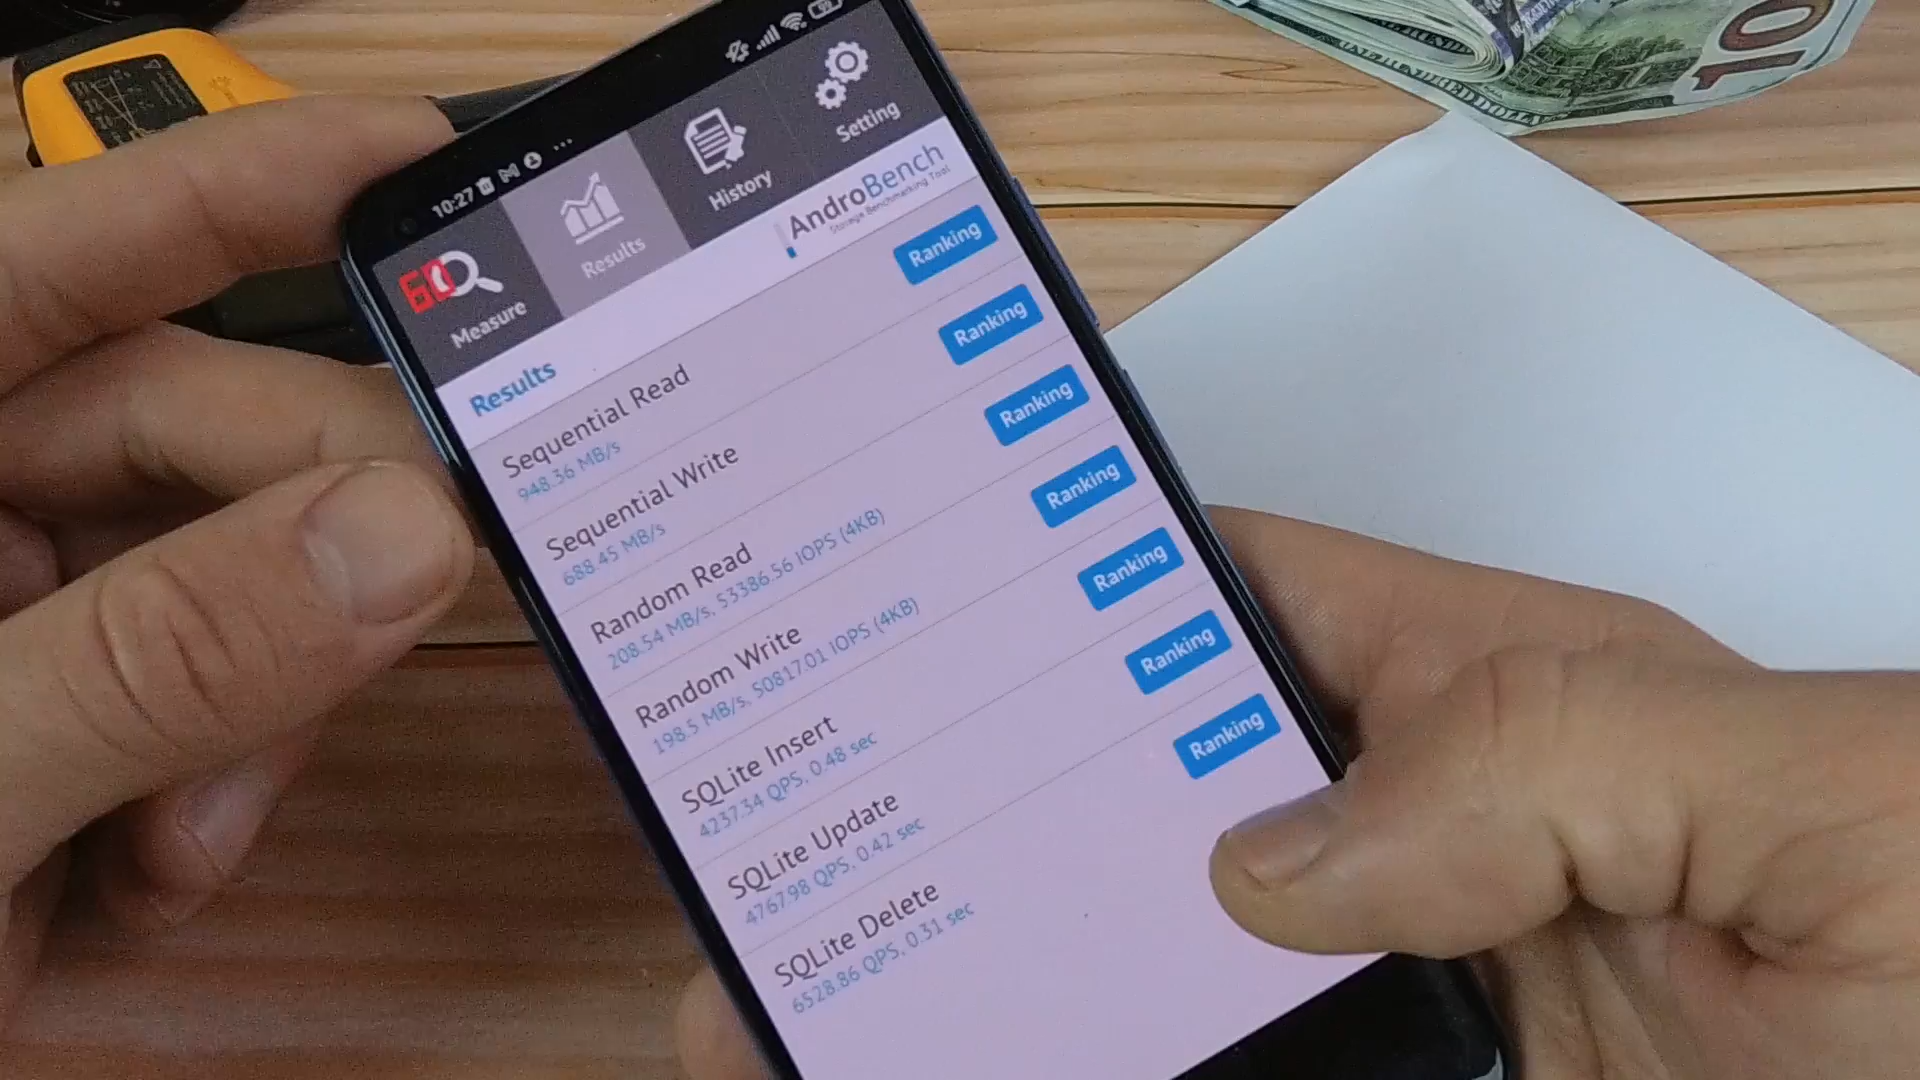 10:27
60
Measure
Results
History
Setting
AndroBench
Storage Benchmarking Tool
Results
Sequential Read
948.36 MB/s
Ranking
Sequential Write
688.45 MB/s
Ranking
Random Read
208.54 MB/s, 53386.56 IOPS (4KB)
Ranking
Random Write
198.5 MB/s, 50817.01 IOPS (4KB)
Ranking
SQLite Insert
4237.34 QPS, 0.48 sec
Ranking
SQLite Update
4767.98 QPS, 0.42 sec
Ranking
SQLite Delete
6528.86 QPS, 0.31 sec
Ranking
10